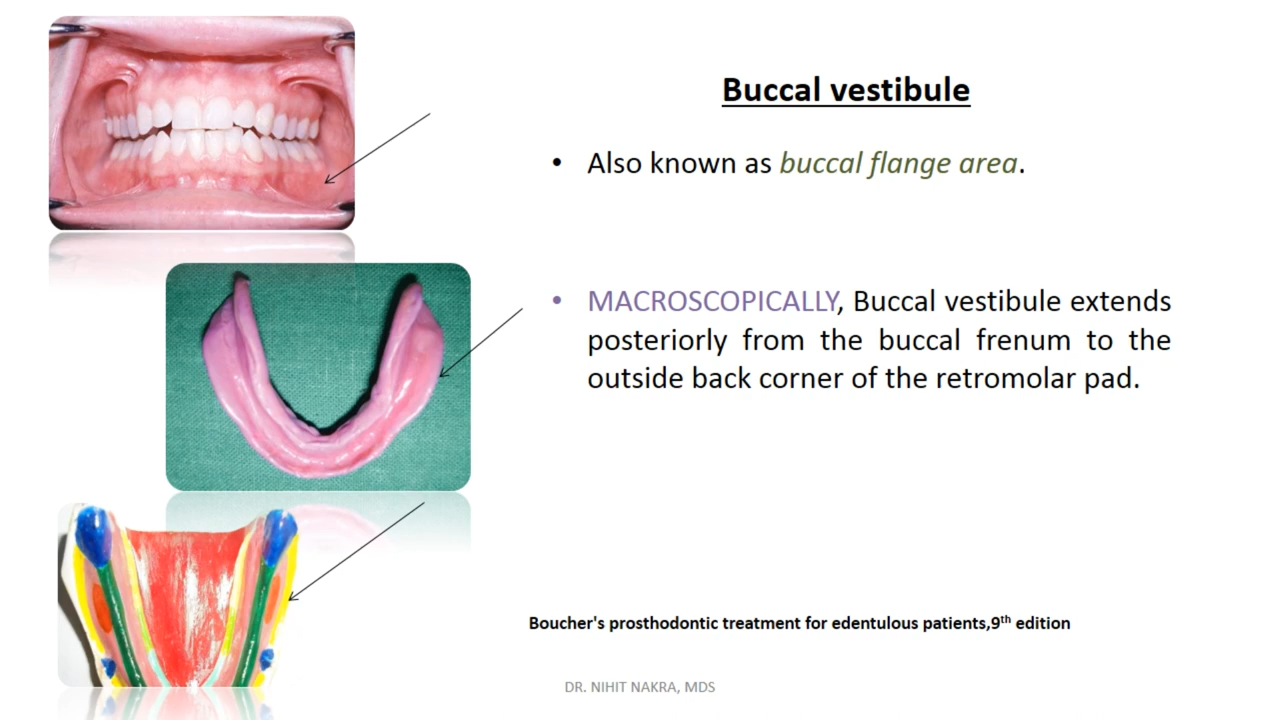 Buccal vestibule
• Also known as buccal flange area.
• MACROSCOPICALLY, Buccal vestibule extends
posteriorly from the buccal frenum to the
outside back corner of the retromolar pad.
Boucher's prosthodontic treatment for edentulous patients,9th edition
DR. NIHIT NAKRA, MDS